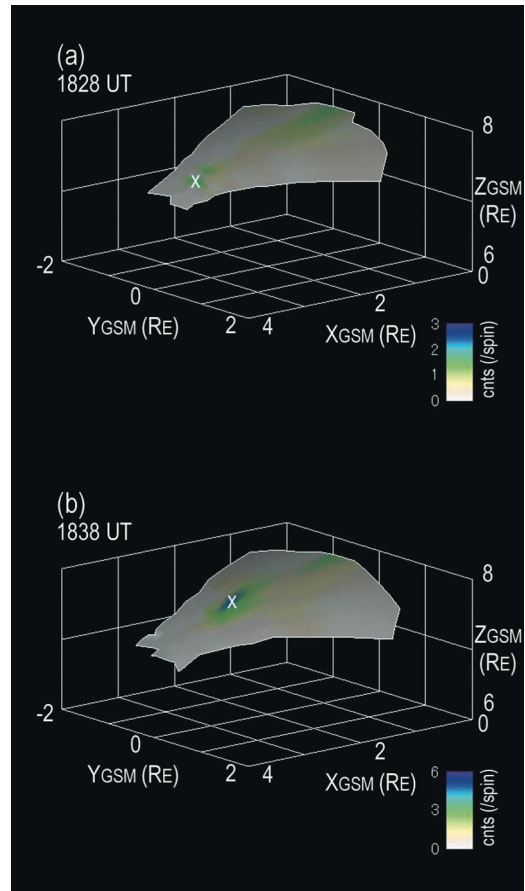 (a)
1828 UT
X
8
ZGSM
(RE)
6
0
-2
0
2
4
2
YGSM (RE)
XGSM (RE)
3
2
1
0
cnts (/spin)
(b)
1838 UT
X
8
ZGSM
(RE)
6
0
-2
0
2
4
2
YGSM (RE)
XGSM (RE)
6
3
0
cnts (/spin)